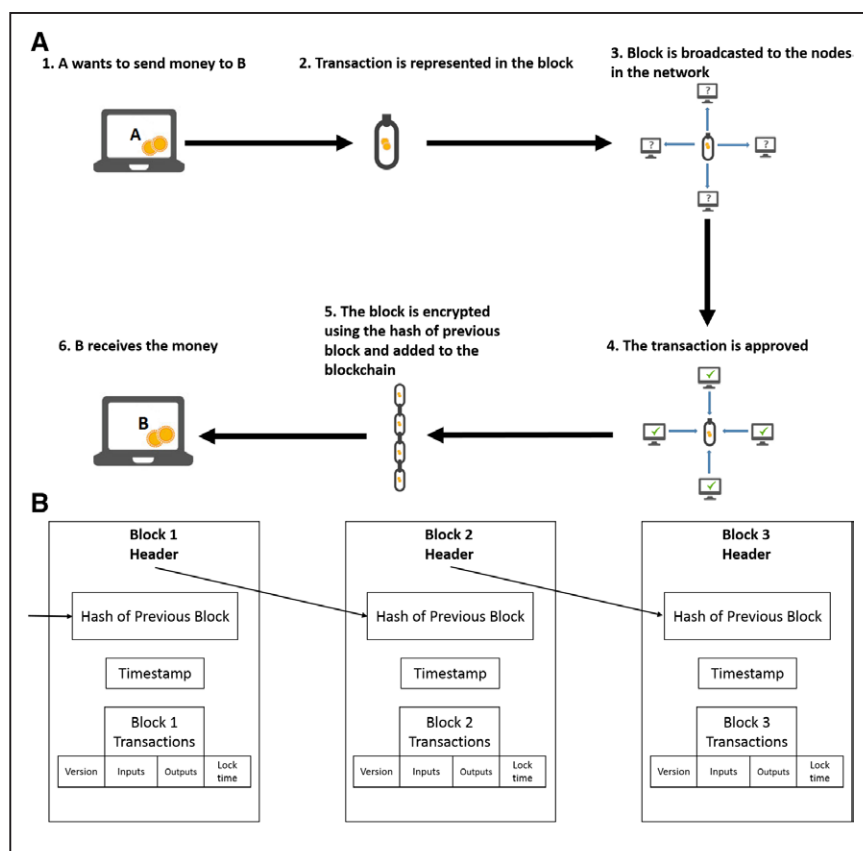 A
1. A wants to send money to B
2. Transaction is represented in the block
3. Block is broadcasted to the nodes
in the network
A
?
?
?
?
6. B receives the money
5. The block is encrypted
using the hash of previous
block and added to the
blockchain
4. The transaction is approved
B
B
Block 1
Header
Hash of Previous Block
Timestamp
Block 1
Transactions
Version
Inputs
Outputs
Lock
time
Block 2
Header
Hash of Previous Block
Timestamp
Block 2
Transactions
Version
Inputs
Outputs
Lock
time
Block 3
Header
Hash of Previous Block
Timestamp
Block 3
Transactions
Version
Inputs
Outputs
Lock
time